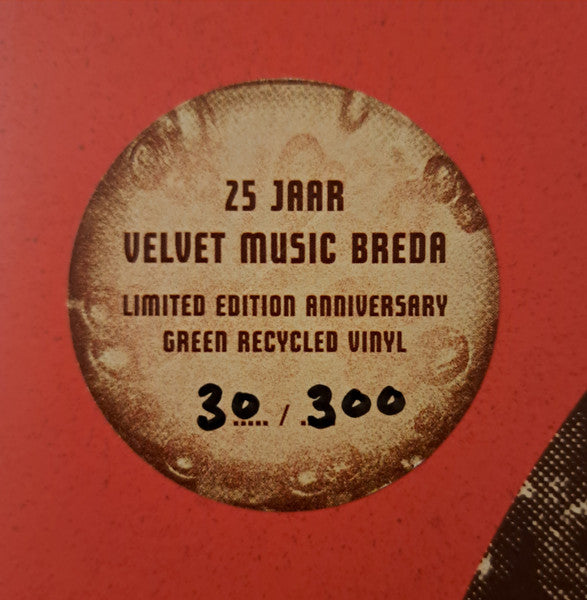 25 JAAR
VELVET MUSIC BREDA
LIMITED EDITION ANNIVERSARY
GREEN RECYCLED VINYL
30 / 300